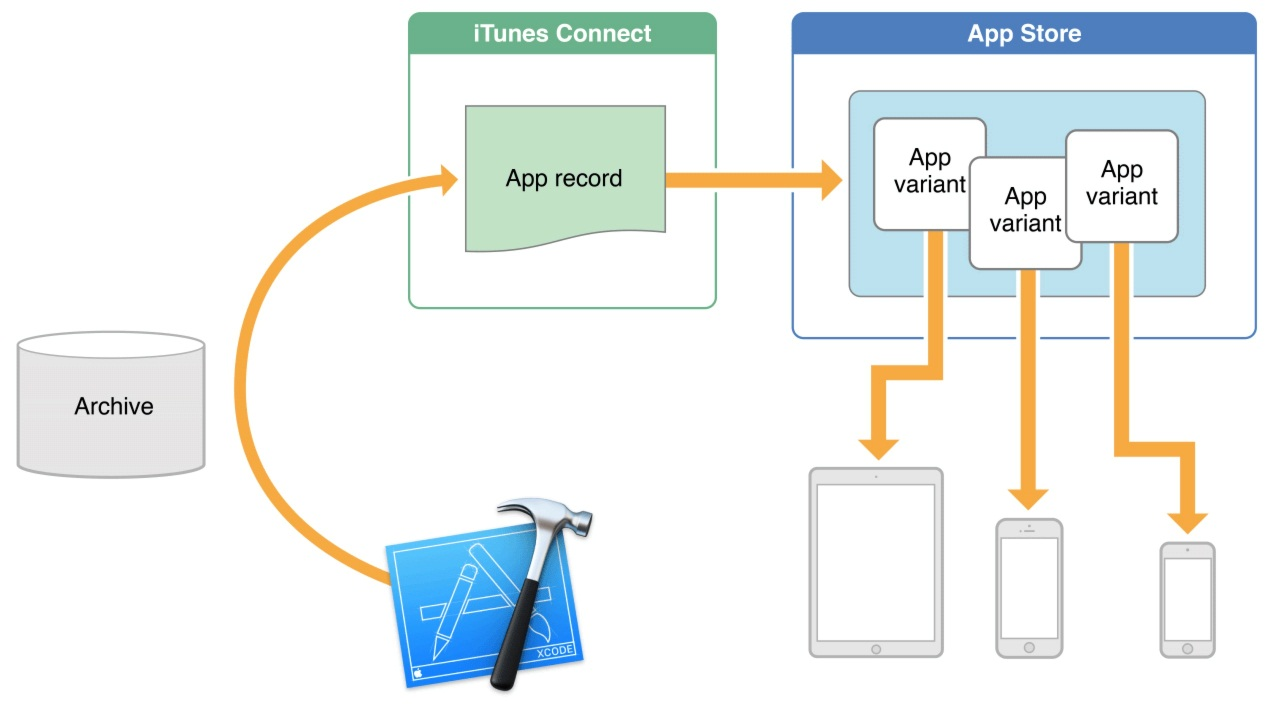 iTunes Connect
App Store
App record
App
variant
App
variant
App
variant
Archive
XCODE